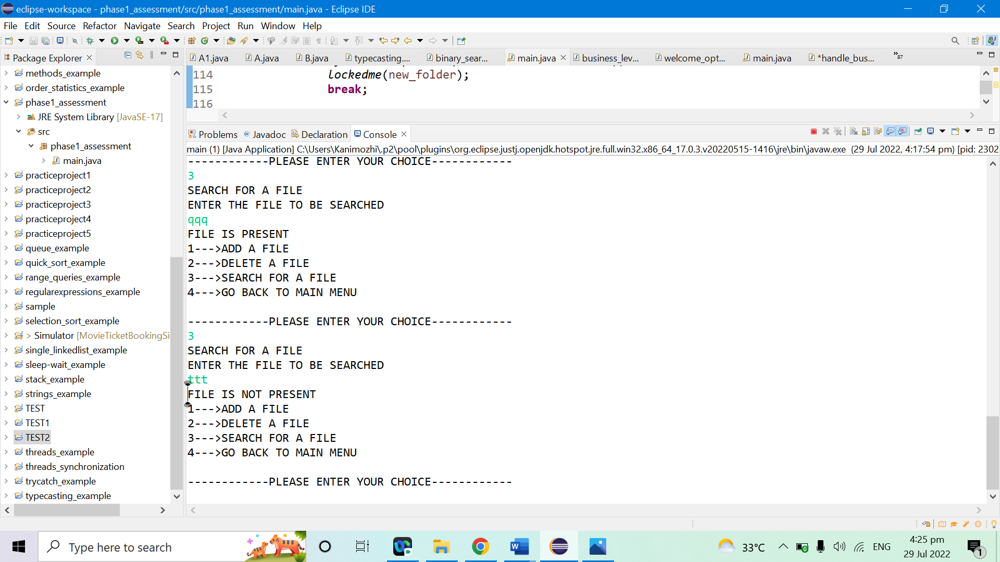 eclipse-workspace - phase1_assessment/src/phase1_assessment/main.java - Eclipse IDE
File Edit Source Refactor Navigate Search Project Run Window Help
Package Explorer
methods_example
order_statistics_example
phase1_assessment
JRE System Library [JavaSE-17]
src
phase1_assessment
main.java
practiceproject1
practiceproject2
practiceproject3
practiceproject4
practiceproject5
queue_example
quick_sort_example
range_queries_example
regularexpressions_example
sample
selection_sort_example
> Simulator [MovieTicketBookingSi
single_linkedlist_example
sleep-wait_example
stack_example
strings_example
TEST
TEST1
TEST2
threads_example
threads_synchronization
trycatch_example
typecasting_example
A1.java A.java B.java typecasting.... binary_sear... main.java business_lev... welcome_opt... main.java *handle_bus... »87
114 lockedme(new_folder);
115 break;
116
Problems @ Javadoc Declaration Console
main (1) [Java Application] C:\Users\Kanimozhi\.p2\pool\plugins\org.eclipse.justj.openjdk.hotspot.jre.full.win32.x86_64_17.0.3.v20220515-1416\jre\bin\javaw.exe (29 Jul 2022, 4:17:54 pm) [pid: 2302
------------PLEASE ENTER YOUR CHOICE------------
3
SEARCH FOR A FILE
ENTER THE FILE TO BE SEARCHED
qqq
FILE IS PRESENT
1--->ADD A FILE
2--->DELETE A FILE
3--->SEARCH FOR A FILE
4--->GO BACK TO MAIN MENU
------------PLEASE ENTER YOUR CHOICE------------
3
SEARCH FOR A FILE
ENTER THE FILE TO BE SEARCHED
ttt
FILE IS NOT PRESENT
1--->ADD A FILE
2--->DELETE A FILE
3--->SEARCH FOR A FILE
4--->GO BACK TO MAIN MENU
------------PLEASE ENTER YOUR CHOICE------------
Type here to search
33°C
ENG
4:25 pm
29 Jul 2022
1